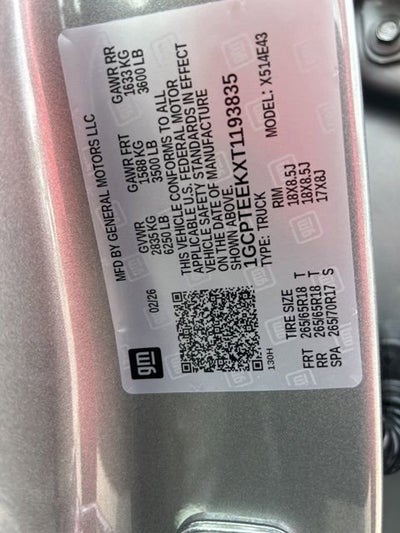 gm
MFD BY GENERAL MOTORS LLC
02/26 GVWR GAWR FRT GAWR RR
2835 KG 1588 KG 1633 KG
6250 LB 3500 LB 3600 LB
THIS VEHICLE CONFORMS TO ALL
APPLICABLE U.S. FEDERAL MOTOR
VEHICLE SAFETY STANDARDS IN EFFECT
ON THE DATE OF MANUFACTURE
SHOWN ABOVE.
1GCPTEEKXT1193835
TYPE: TRUCK MODEL: X514E43
130H
TIRE SIZE RIM
FRT 265/65R18 T 18X8.5J
RR 265/65R18 T 18X8.5J
SPA 265/70R17 S 17X8J